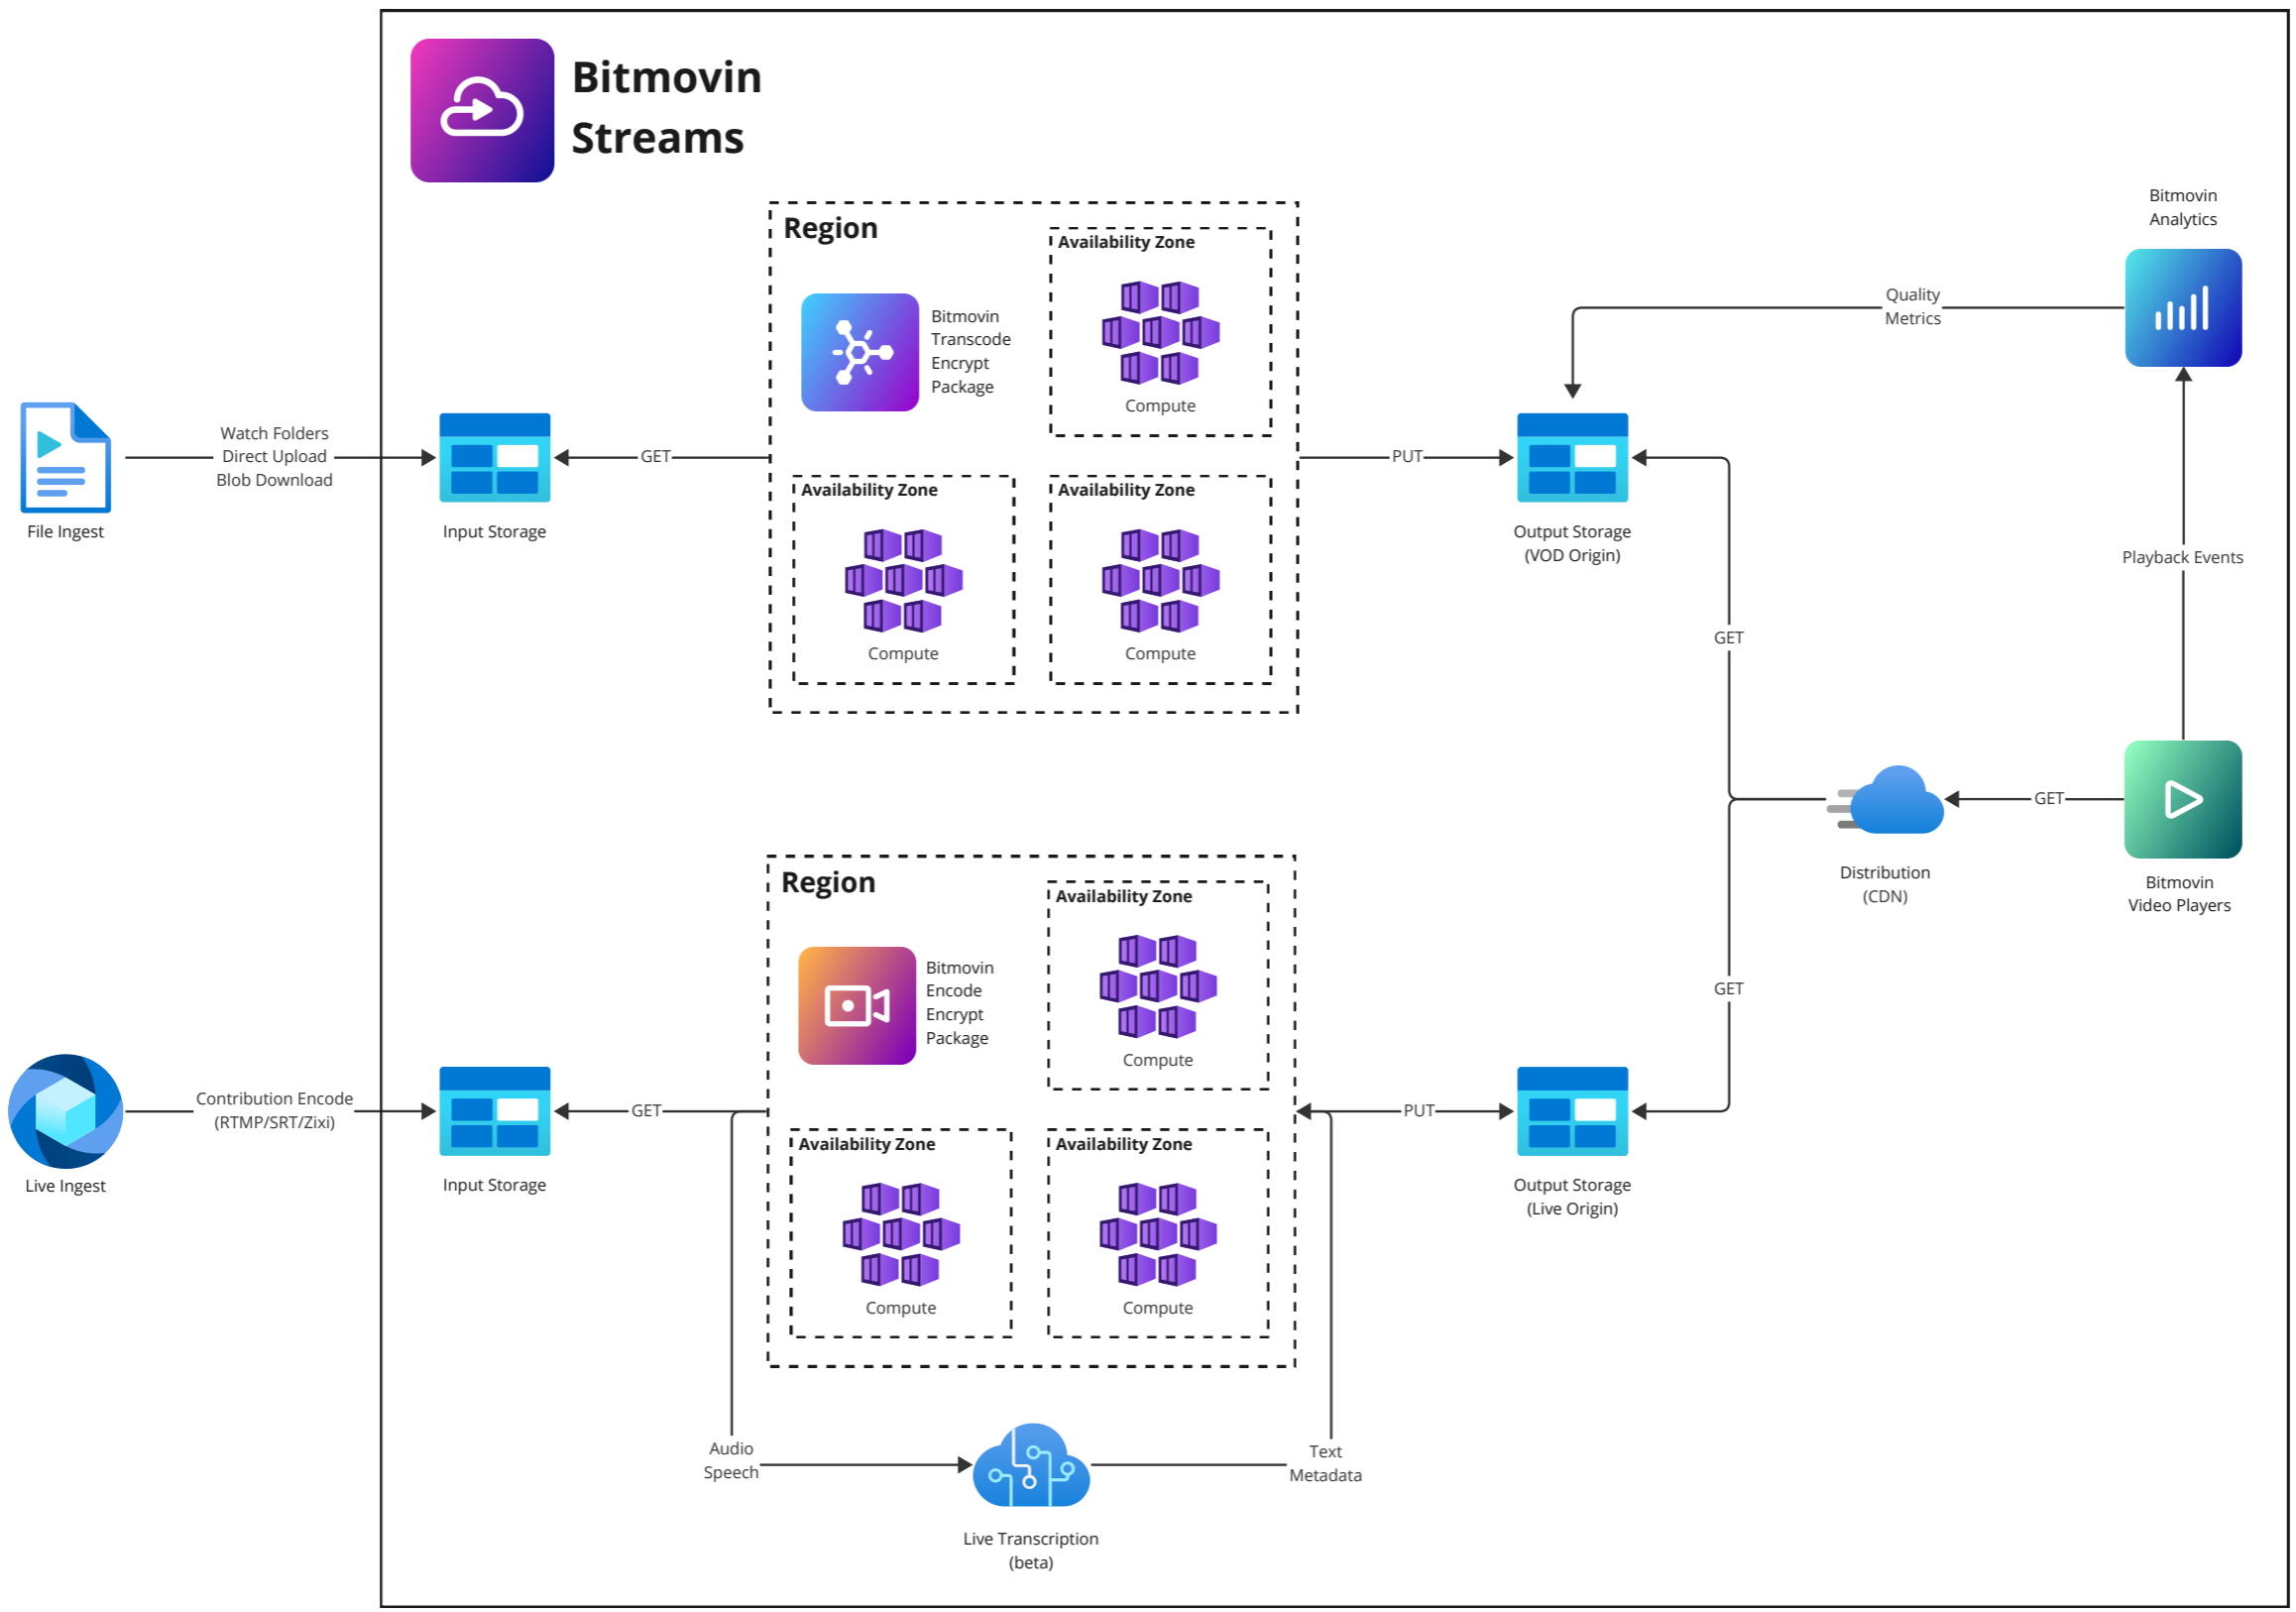 Bitmovin
Streams
Region
Availability Zone
Bitmovin
Transcode
Encrypt
Package
Compute
Availability Zone
Compute
Availability Zone
Compute
File Ingest
Watch Folders
Direct Upload
Blob Download
Input Storage
GET
PUT
Output Storage
(VOD Origin)
Quality
Metrics
Bitmovin
Analytics
Playback Events
GET
GET
Distribution
(CDN)
GET
Bitmovin
Video Players
Region
Availability Zone
Bitmovin
Encode
Encrypt
Package
Compute
Availability Zone
Compute
Availability Zone
Compute
Live Ingest
Contribution Encode
(RTMP/SRT/Zixi)
Input Storage
GET
PUT
Output Storage
(Live Origin)
Audio
Speech
Live Transcription
(beta)
Text
Metadata